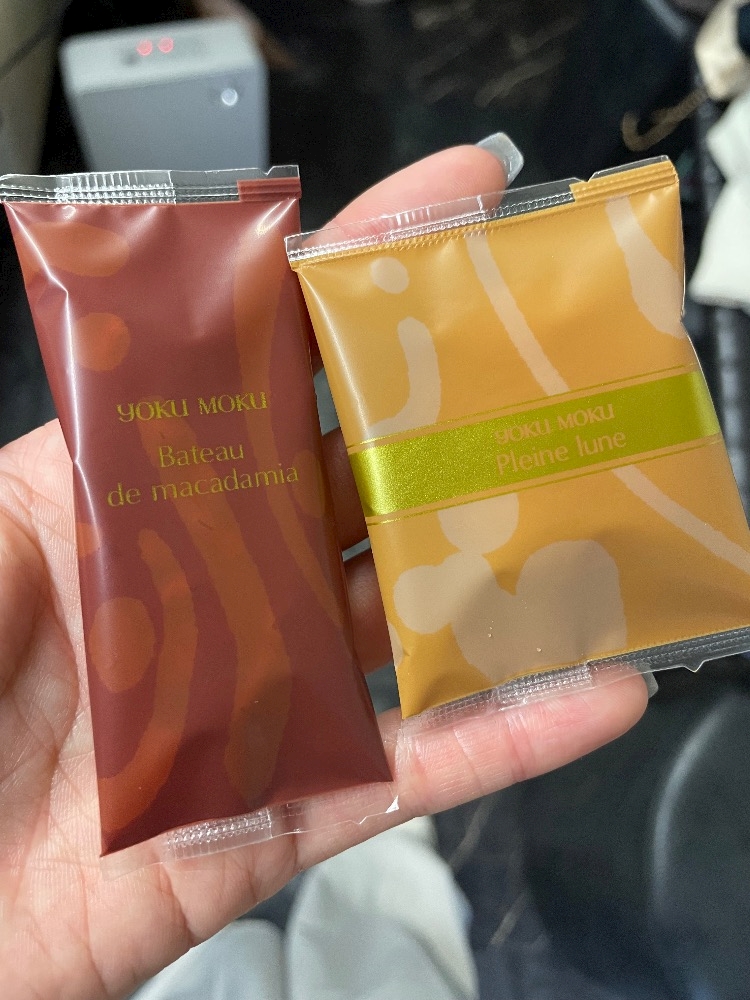 YOKU MOKU
Bateau
de macadamia
YOKU MOKU
Pleine lune